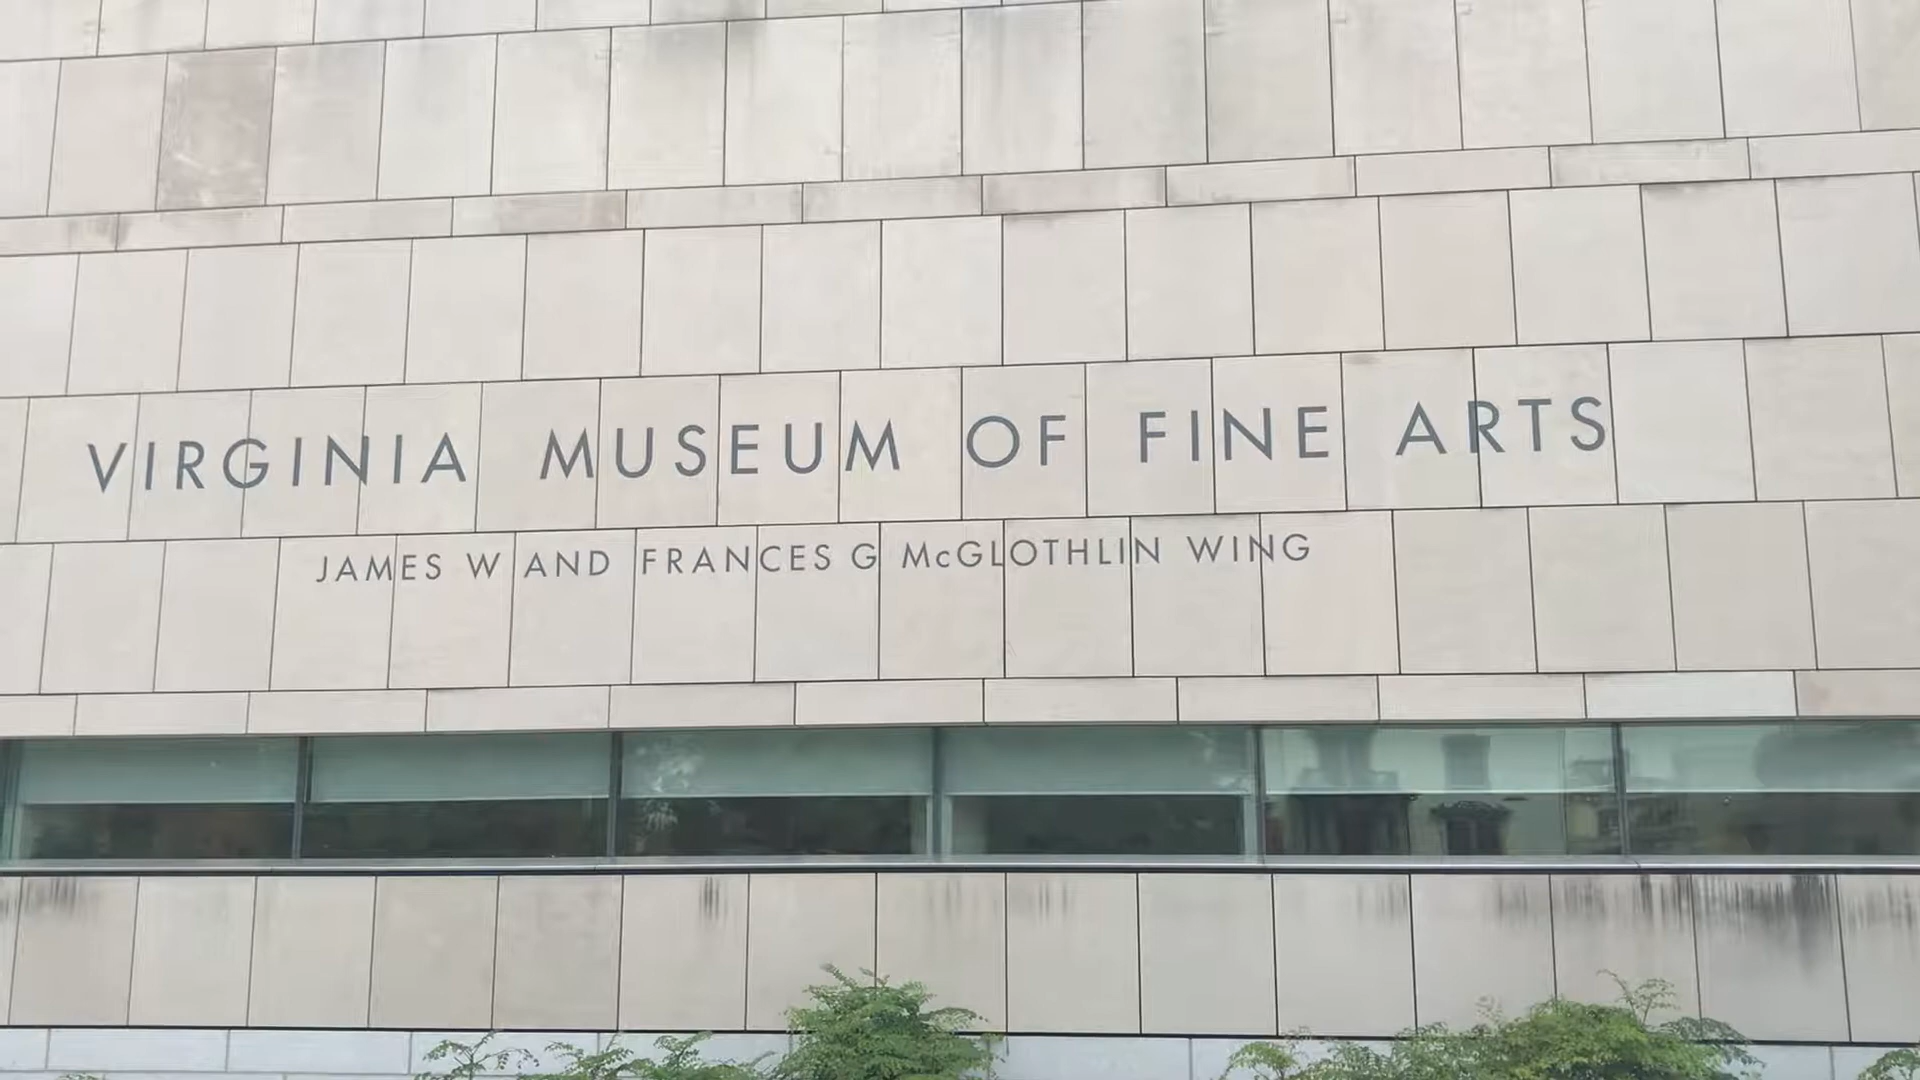 VIRGINIA MUSEUM OF FINE ARTS
JAMES W AND FRANCES G McGLOTHLIN WING